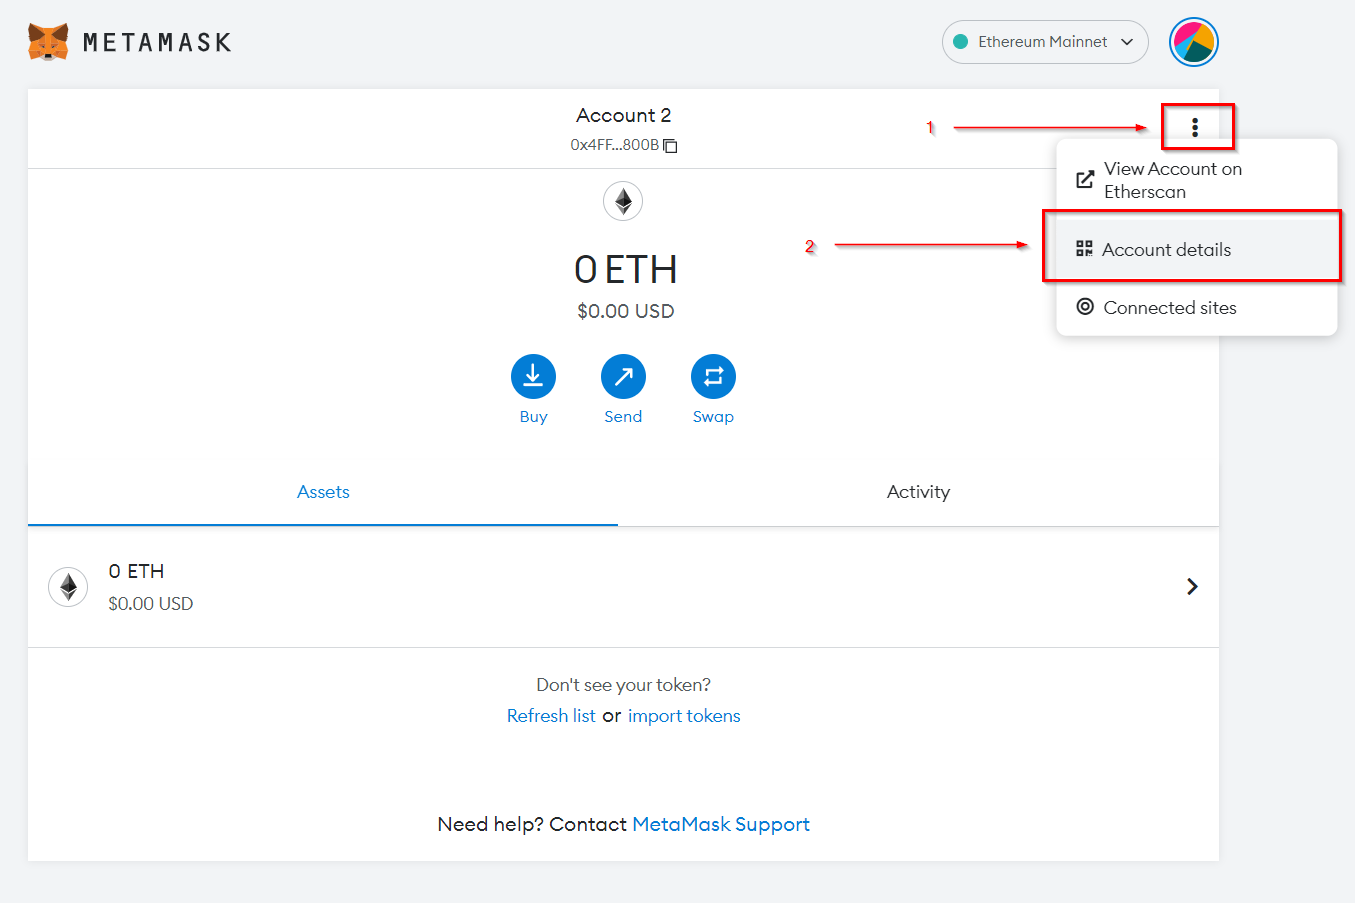 METAMASK
Ethereum Mainnet
Account 2
0x4FF...800B
1
View Account on
Etherscan
2
Account details
Connected sites
0 ETH
$0.00 USD
Buy
Send
Swap
Assets
Activity
0 ETH
$0.00 USD
Don't see your token?
Refresh list or import tokens
Need help? Contact MetaMask Support